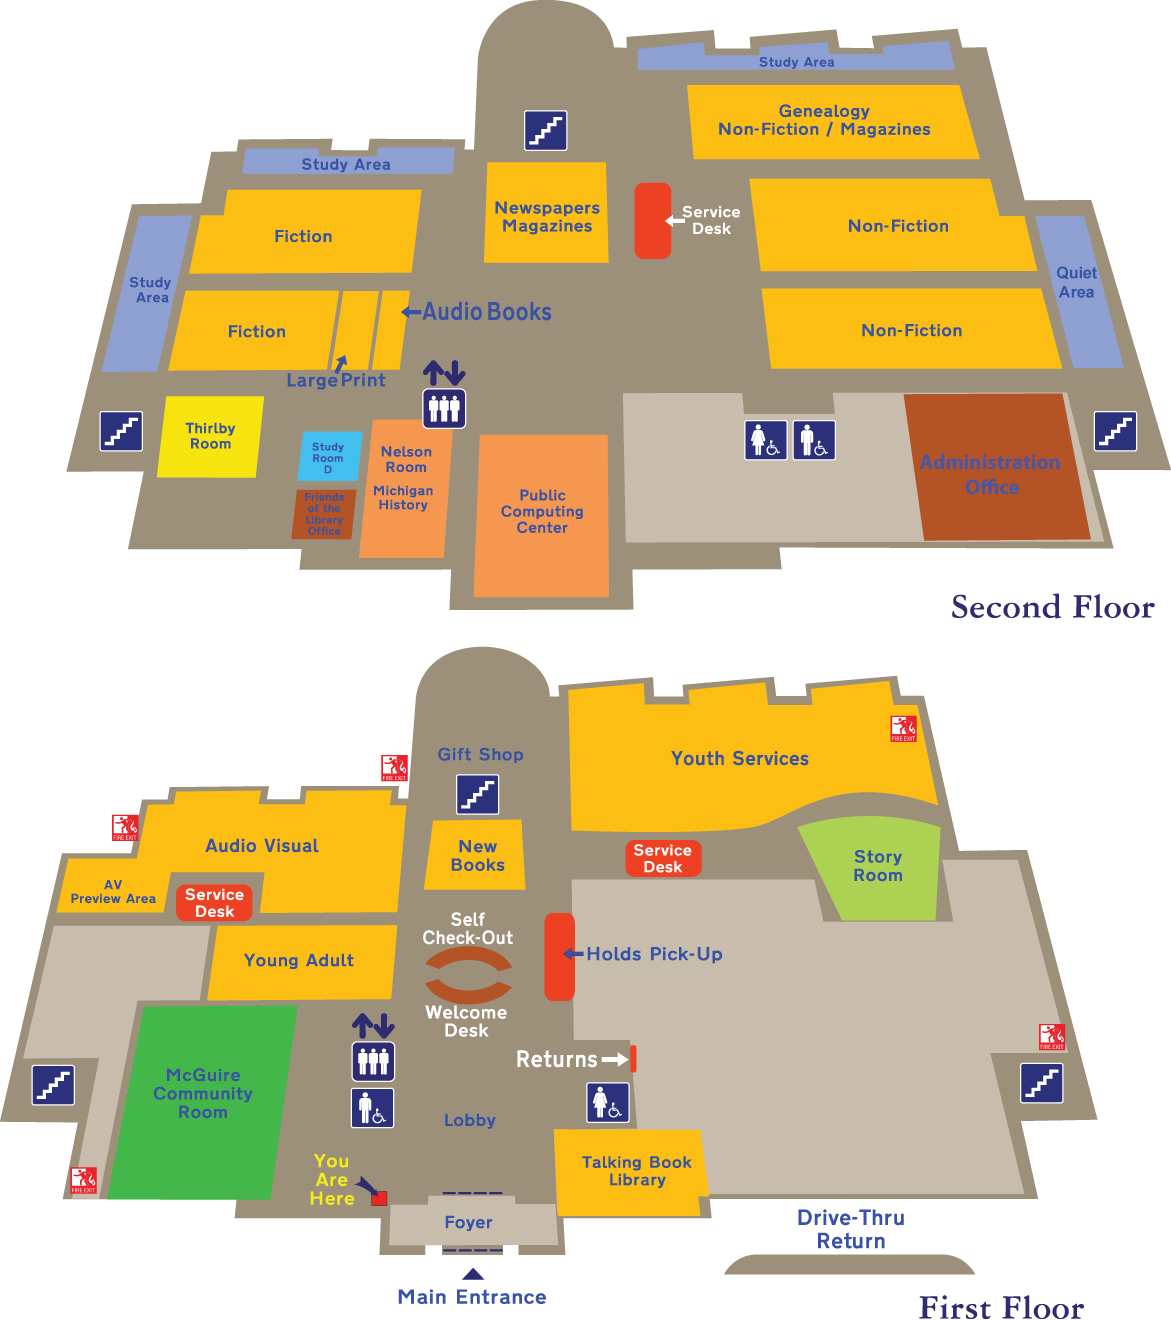 Study Area
Genealogy
Non-Fiction / Magazines
Study Area
Newspapers
Magazines
Service
Desk
Fiction
Non-Fiction
Study
Area
Quiet
Area
Audio Books
Fiction
Non-Fiction
Large Print
Thirlby
Room
Study
Room
D
Nelson
Room
Michigan
History
Friends
of the
Library
Office
Public
Computing
Center
Administration
Office
Second Floor
Gift Shop
Youth Services
FIRE EXIT
FIRE EXIT
FIRE EXIT
Audio Visual
New
Books
Service
Desk
Story
Room
AV
Preview Area
Service
Desk
Self
Check-Out
Holds Pick-Up
Young Adult
Welcome
Desk
FIRE EXIT
Returns
McGuire
Community
Room
Lobby
You
Are
Here
FIRE EXIT
Talking Book
Library
Foyer
Drive-Thru
Return
Main Entrance
First Floor